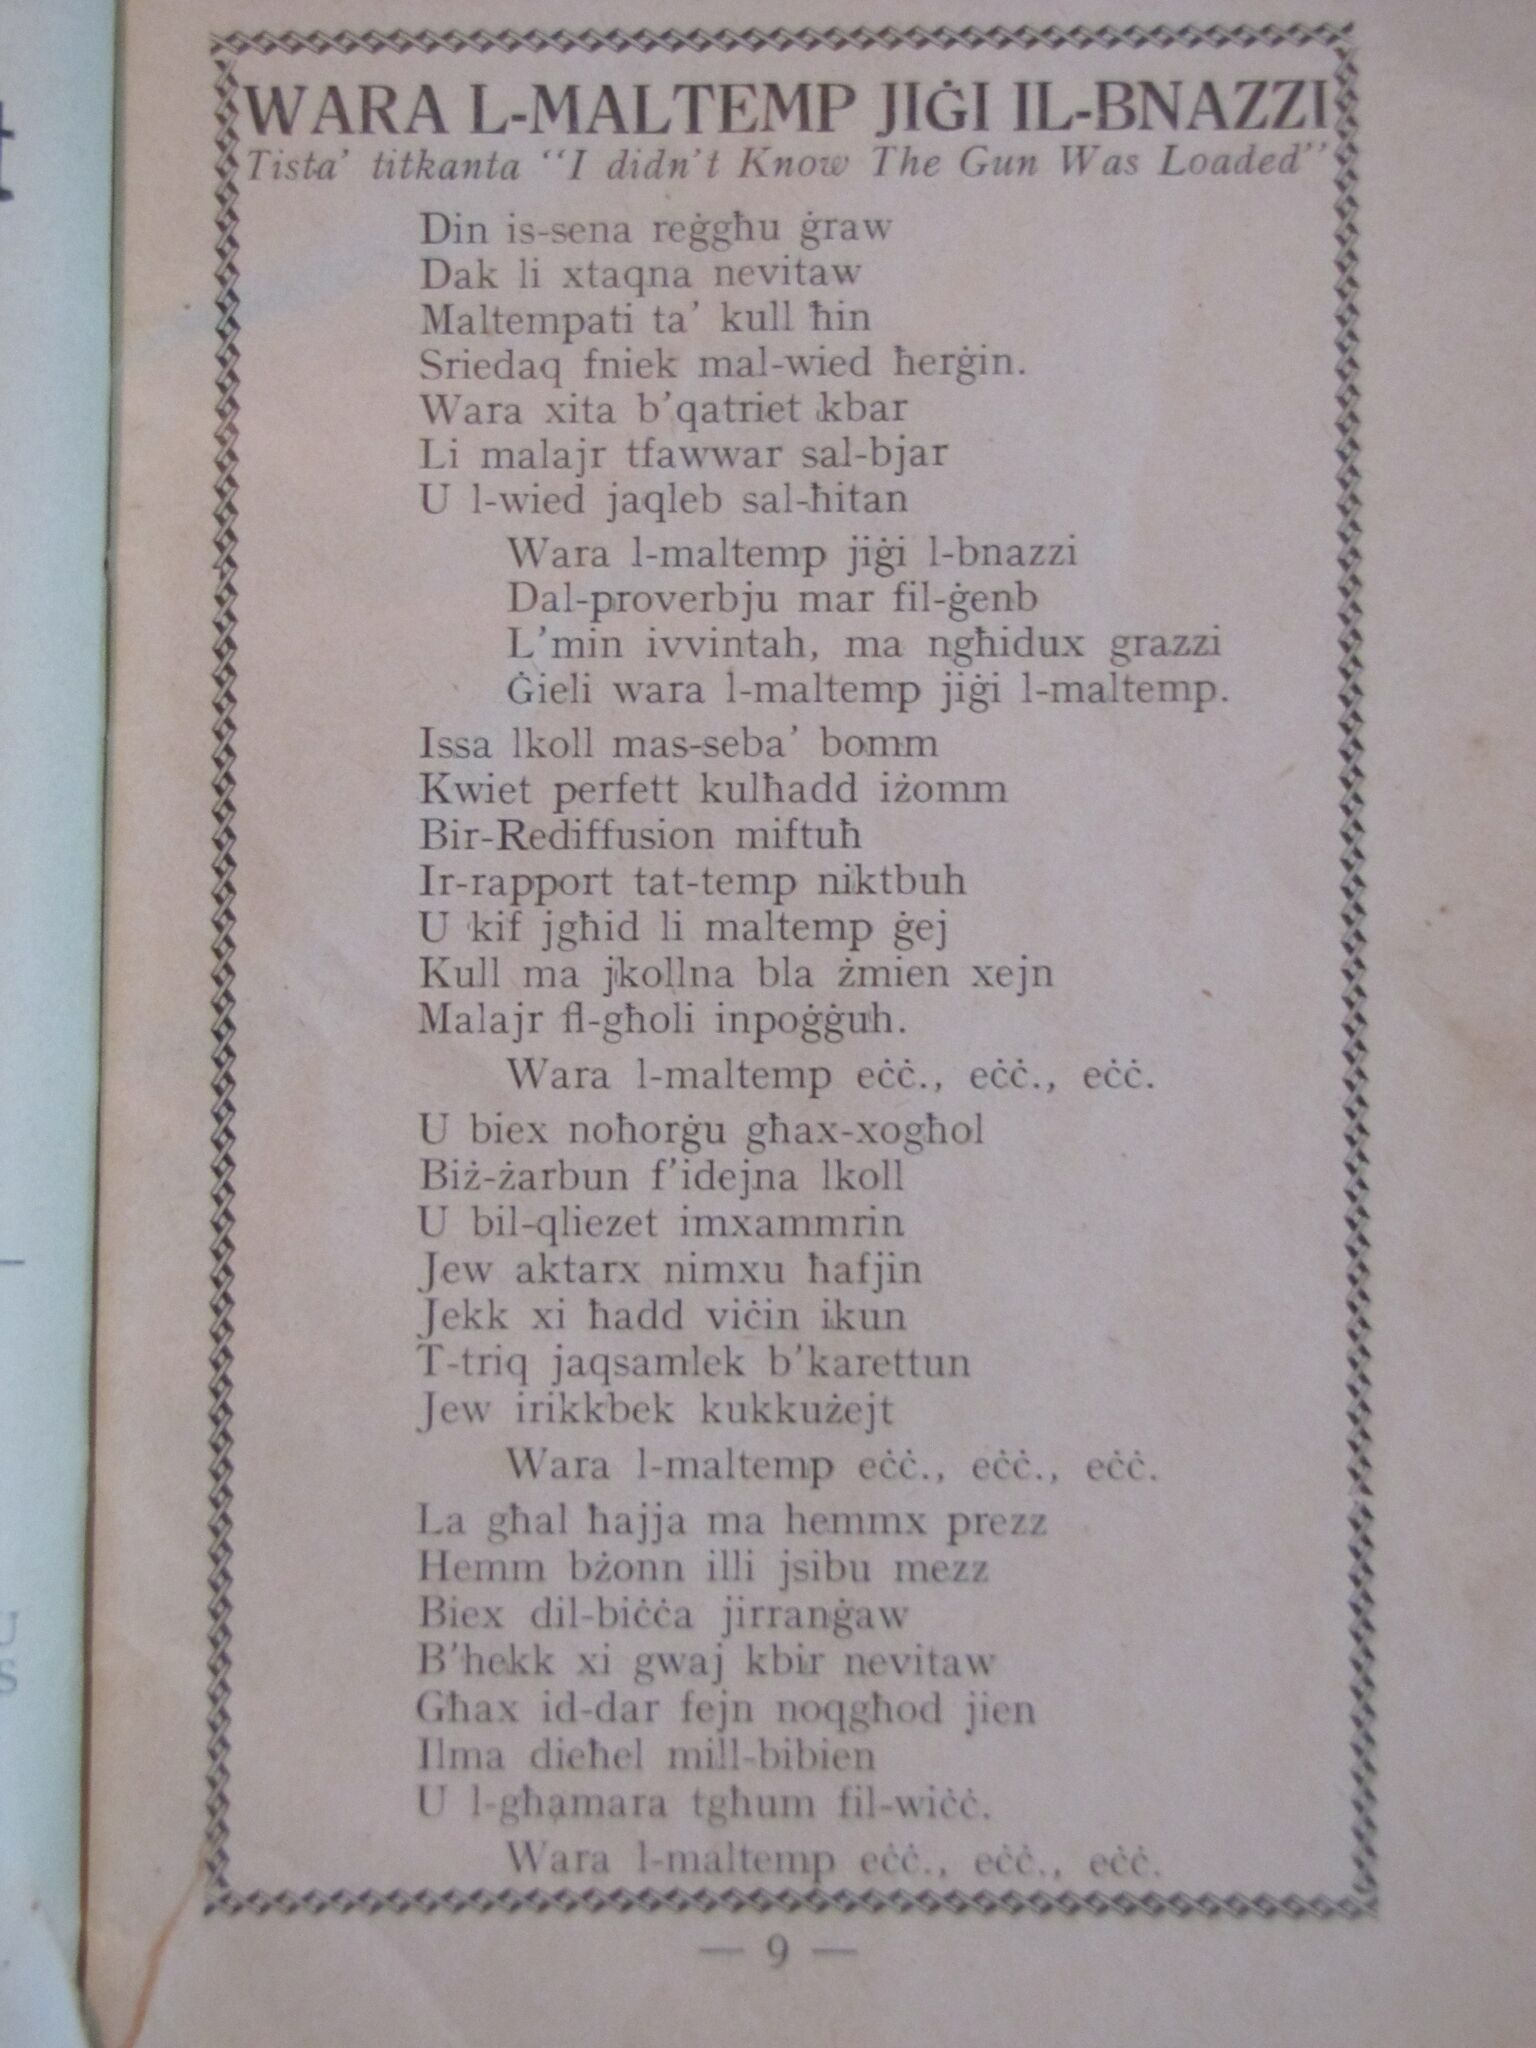 WARA L-MALTEMP JIĠI IL-BNAZZI
Tista' titkanta "I didn't Know The Gun Was Loaded"
Din is-sena reġgħu ġraw
Dak li xtaqna nevitaw
Maltempati ta' kull ħin
Sriedaq fniek mal-wied ħerġin.
Wara xita b'qatriet kbar
Li malajr tfawwar sal-bjar
U l-wied jaqleb sal-ħitan
Wara l-maltemp jiġi l-bnazzi
Dal-proverbju mar fil-ġenb
L'min ivvintah, ma ngħidux grazzi
Ġieli wara l-maltemp jiġi l-maltemp.
Issa lkoll mas-seba' bomm
Kwiet perfett kulħadd iżomm
Bir-Rediffusion miftuħ
Ir-rapport tat-temp niktbuh
U kif jgħid li maltemp ġej
Kull ma jkollna bla żmien xejn
Malajr fl-għoli inpoġġuh.
Wara l-maltemp eċċ., eċċ., eċċ.
U biex noħorġu għax-xogħol
Biż-żarbun f'idejna lkoll
U bil-qliezet imxammrin
Jew aktarx nimxu ħafjin
Jekk xi ħadd viċin ikun
T-triq jaqsamlek b'karettun
Jew irikkbek kukkużejt
Wara l-maltemp eċċ., eċċ., eċċ.
La għal ħajja ma hemmx prezz
Hemm bżonn illi jsibu mezz
Biex dil-biċċa jirranġaw
B'hekk xi gwaj kbir nevitaw
Għax id-dar fejn noqgħod jien
Ilma dieħel mill-bibien
U l-għamara tgħum fil-wiċċ.
Wara l-maltemp eċċ., eċċ., eċċ.
— 9 —